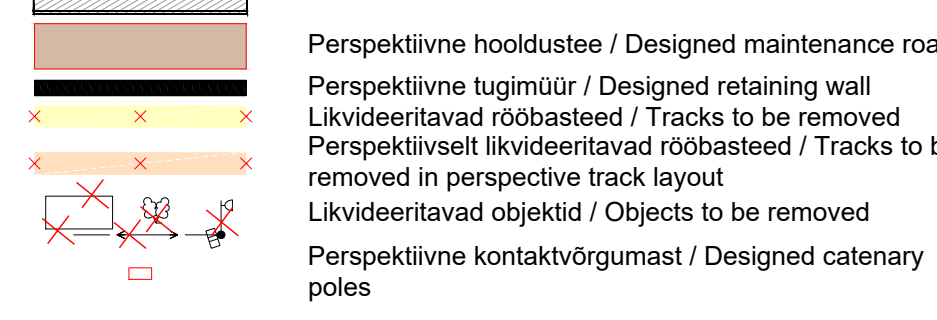 Perspektiivne hooldustee / Designed maintenance roa
Perspektiivne tugimüür / Designed retaining wall
Likvideeritavad rööbasteed / Tracks to be removed
Perspektiivselt likvideeritavad rööbasteed / Tracks to b
removed in perspective track layout
Likvideeritavad objektid / Objects to be removed
Perspektiivne kontaktvõrgumast / Designed catenary
poles